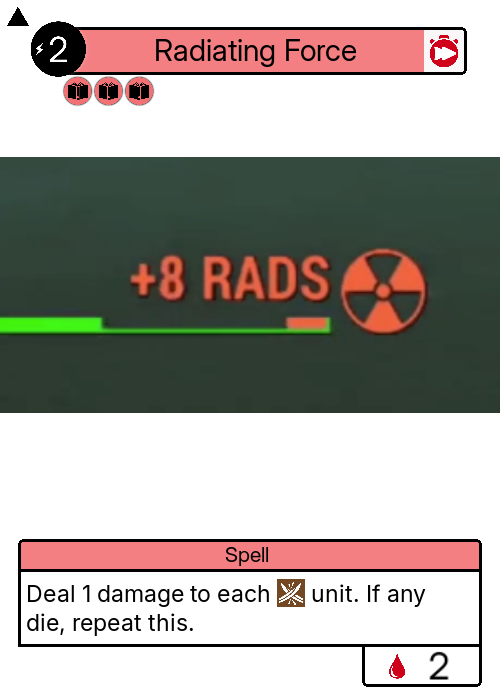 2
Radiating Force
+8 RADS
Spell
Deal 1 damage to each unit. If any
die, repeat this.
2